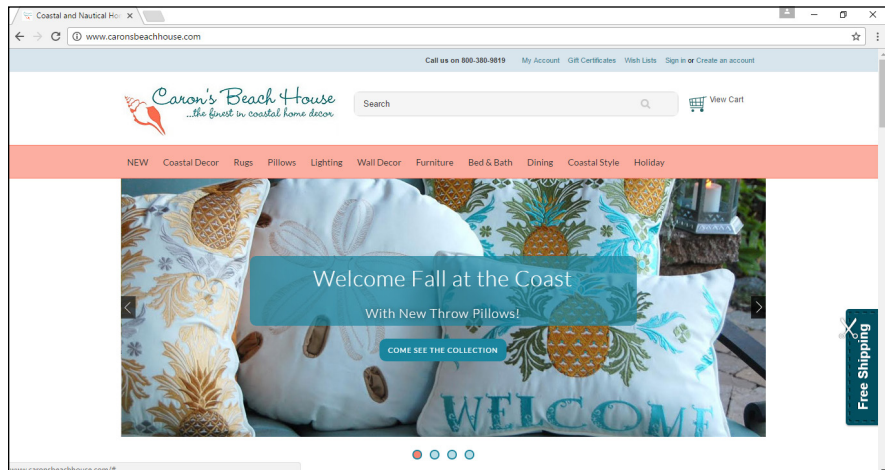 Coastal and Nautical Ho
www.caronsbeachhouse.com
Call us on 800-380-9819 My Account Gift Certificates Wish Lists Sign in or Create an account
Caron's Beach House
...the finest in coastal home decor
Search
View Cart
NEW Coastal Decor Rugs Pillows Lighting Wall Decor Furniture Bed & Bath Dining Coastal Style Holiday
Welcome Fall at the Coast
With New Throw Pillows!
COME SEE THE COLLECTION
WELCOME
Free Shipping
www.caronsbeachhouse.com/#